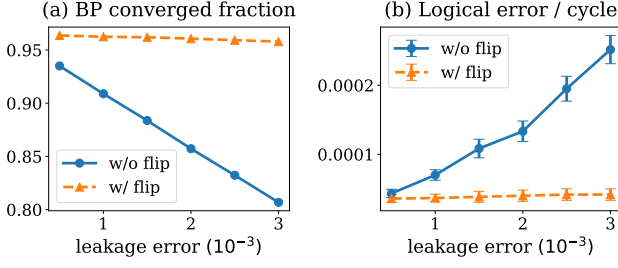 (a) BP converged fraction
0.95
0.90
0.85
0.80
w/o flip
w/ flip
1
2
3
leakage error (10⁻³)
(b) Logical error / cycle
0.0002
0.0001
w/o flip
w/ flip
1
2
3
leakage error (10⁻³)